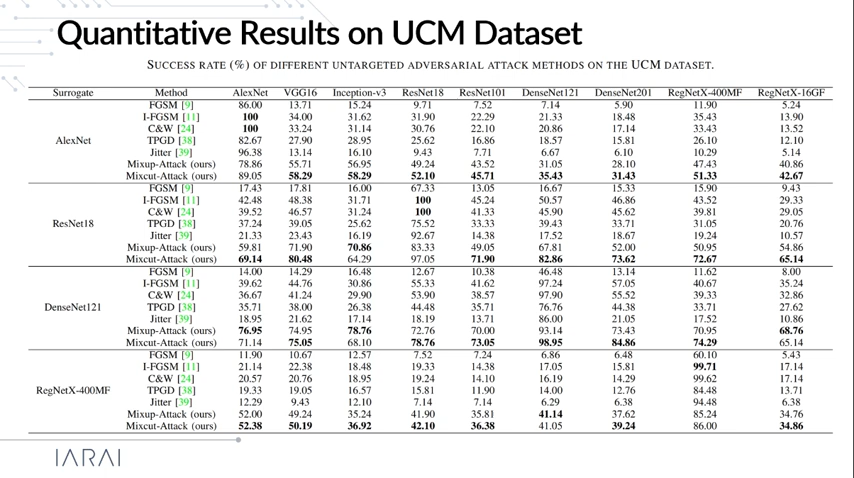 Quantitative Results on UCM Dataset
SUCCESS RATE (%) OF DIFFERENT UNTARGETED ADVERSARIAL ATTACK METHODS ON THE UCM DATASET.
Surrogate Method AlexNet VGG16 Inception-v3 ResNet18 ResNet101 DenseNet121 DenseNet201 RegNetX-400MF RegNetX-16GF
FGSM [9] 86.00 13.71 15.24 9.71 7.52 7.14 5.90 11.90 5.24
I-FGSM [11] 100 34.00 31.62 31.90 22.29 21.33 18.48 35.43 13.90
C&W [24] 100 33.24 31.14 30.76 22.10 20.86 17.14 33.43 13.52
TPGD [38] 82.67 27.90 28.95 25.62 16.86 18.57 15.81 26.10 12.10
AlexNet Jitter [39] 96.38 13.14 16.10 9.43 7.71 6.67 6.10 10.29 5.14
Mixup-Attack (ours) 78.86 55.71 56.95 49.24 43.52 31.05 28.10 47.43 40.86
Mixcut-Attack (ours) 89.05 58.29 58.29 52.10 45.71 35.43 31.43 51.33 42.67
FGSM [9] 17.43 17.81 16.00 67.33 13.05 16.67 15.33 15.90 9.43
I-FGSM [11] 42.48 48.38 31.71 100 45.24 50.57 46.86 43.52 29.33
C&W [24] 39.52 46.57 31.24 100 41.33 45.90 45.62 39.81 29.05
ResNet18 TPGD [38] 37.24 39.05 25.62 75.52 33.33 39.43 33.71 31.05 20.76
Jitter [39] 21.33 23.43 16.19 92.67 14.38 17.52 18.67 19.24 10.57
Mixup-Attack (ours) 59.81 71.90 70.86 83.33 49.05 67.81 52.00 50.95 54.86
Mixcut-Attack (ours) 69.14 80.48 64.29 97.05 71.90 82.86 73.62 72.67 65.14
FGSM [9] 14.00 14.29 16.48 12.67 10.38 46.48 13.14 11.62 8.00
I-FGSM [11] 39.62 44.76 30.86 55.33 41.62 97.24 57.05 40.67 35.24
C&W [24] 36.67 41.24 29.90 53.90 38.57 97.90 55.52 39.33 32.86
DenseNet121 TPGD [38] 35.71 38.00 26.38 44.76 35.71 76.76 44.38 33.71 27.62
Jitter [39] 18.95 21.62 17.14 18.19 13.71 86.00 21.05 17.52 10.86
Mixup-Attack (ours) 76.95 74.95 78.76 72.76 70.00 93.14 73.43 70.95 68.76
Mixcut-Attack (ours) 71.14 75.05 68.10 78.76 73.05 98.95 84.86 74.29 65.14
FGSM [9] 11.90 10.67 12.57 7.52 7.24 6.86 6.48 60.10 5.43
I-FGSM [11] 21.14 22.38 18.48 19.33 14.38 17.05 15.81 99.71 17.14
C&W [24] 20.57 20.76 18.95 19.24 14.10 16.19 14.29 99.62 17.14
RegNetX-400MF TPGD [38] 19.33 19.05 16.57 15.81 11.90 14.00 12.76 84.48 13.71
Jitter [39] 12.29 9.43 12.10 7.14 7.14 6.29 6.38 94.48 6.38
Mixup-Attack (ours) 52.00 49.24 35.24 41.90 35.81 41.14 37.62 85.24 34.76
Mixcut-Attack (ours) 52.38 50.19 36.92 42.10 36.38 41.05 39.24 86.00 34.86
IARAI